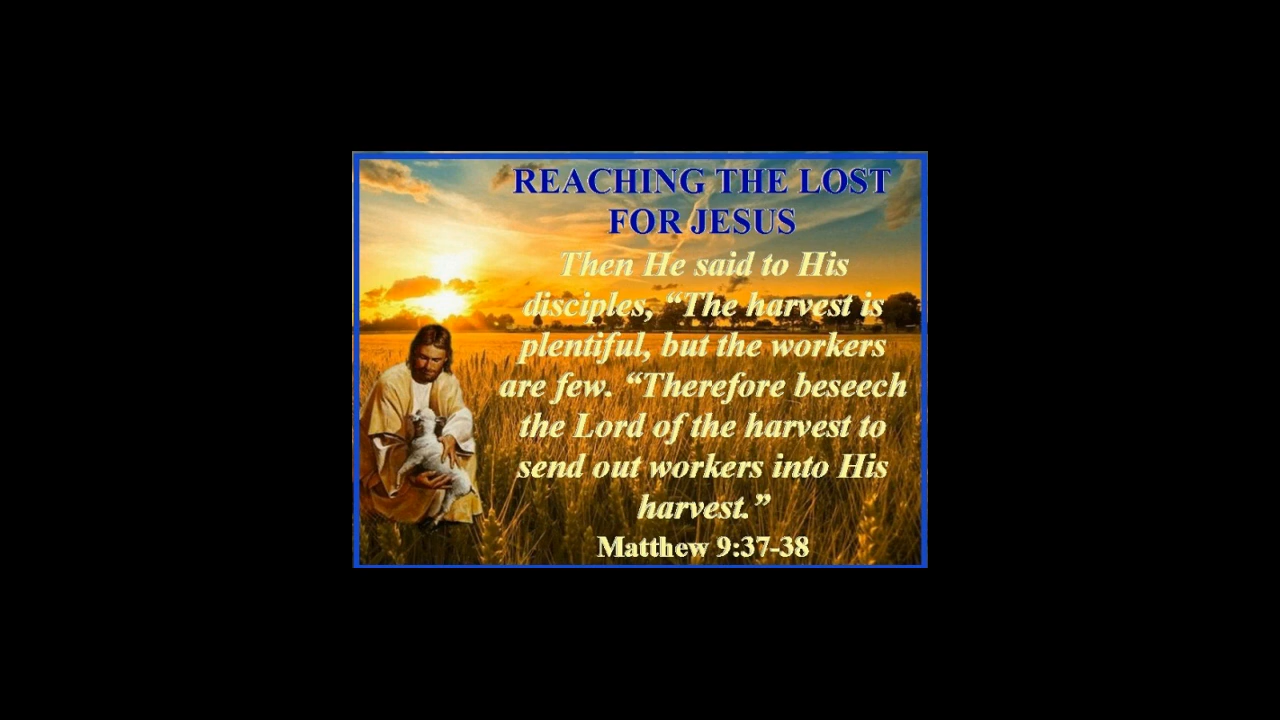 REACHING THE LOST
FOR JESUS
Then He said to His
disciples, “The harvest is
plentiful, but the workers
are few. “Therefore beseech
the Lord of the harvest to
send out workers into His
harvest.”
Matthew 9:37-38